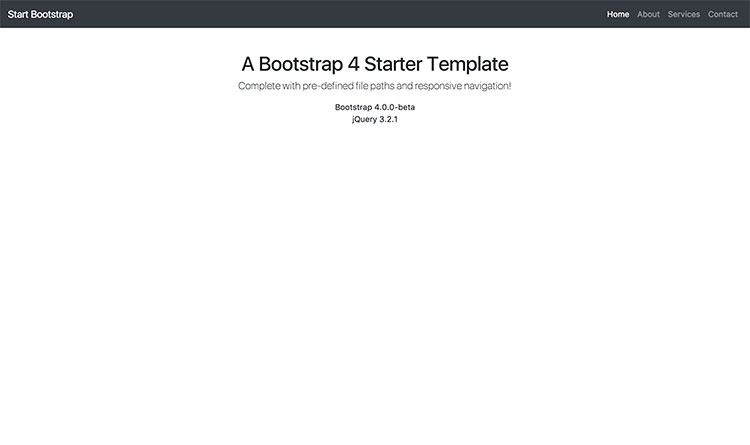 Start Bootstrap Home About Services Contact
A Bootstrap 4 Starter Template
Complete with pre-defined file paths and responsive navigation!
Bootstrap 4.0.0-beta
jQuery 3.2.1